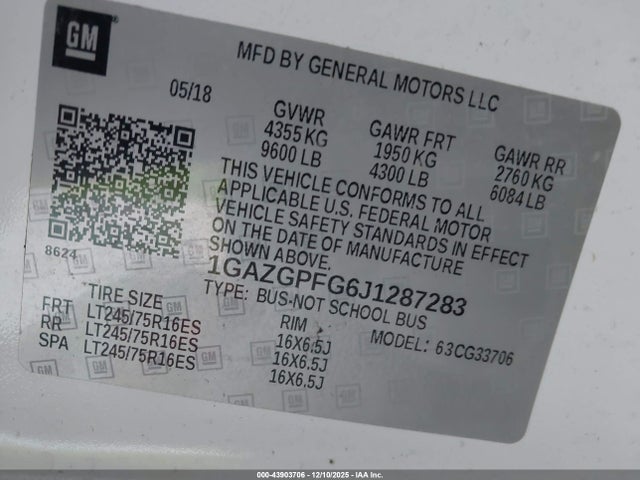 GM
MFD BY GENERAL MOTORS LLC
05/18
GVWR GAWR FRT GAWR RR
4355 KG 1950 KG 2760 KG
9600 LB 4300 LB 6084 LB
THIS VEHICLE CONFORMS TO ALL
APPLICABLE U.S. FEDERAL MOTOR
VEHICLE SAFETY STANDARDS IN EFFECT
ON THE DATE OF MANUFACTURE
SHOWN ABOVE.
8624
1GAZGPFG6J1287283
TYPE: BUS-NOT SCHOOL BUS
MODEL: 63CG33706
TIRE SIZE RIM
FRT LT245/75R16ES 16X6.5J
RR LT245/75R16ES 16X6.5J
SPA LT245/75R16ES 16X6.5J
000-43903706 - 12/10/2025 - IAA Inc.